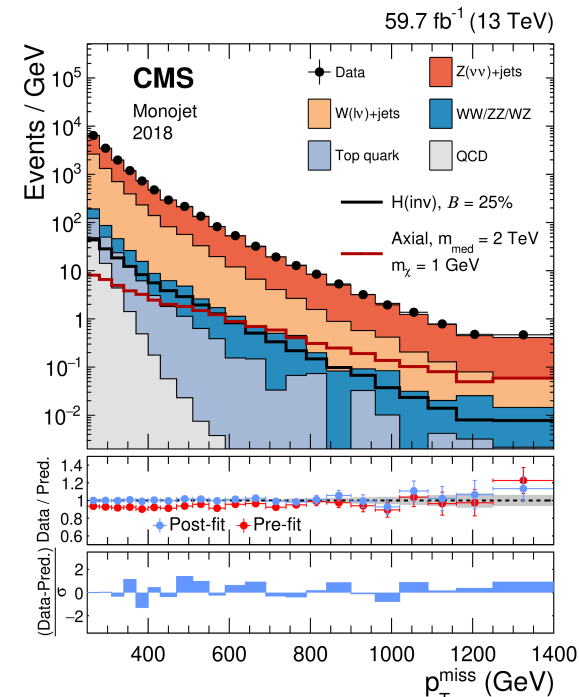 59.7 fb⁻¹ (13 TeV)
Events / GeV
10⁵
10⁴
10³
10²
10
1
10⁻¹
10⁻²
CMS
Monojet
2018
Data
Z(νν)+jets
W(lν)+jets
WW/ZZ/WZ
Top quark
QCD
H(inv), B = 25%
Axial, m_med = 2 TeV
m_χ = 1 GeV
Data / Pred.
1.4
1.2
1
0.8
0.6
Post-fit
Pre-fit
(Data-Pred.)
σ
2
0
−2
400
600
800
1000
1200
1400
p_T^miss (GeV)